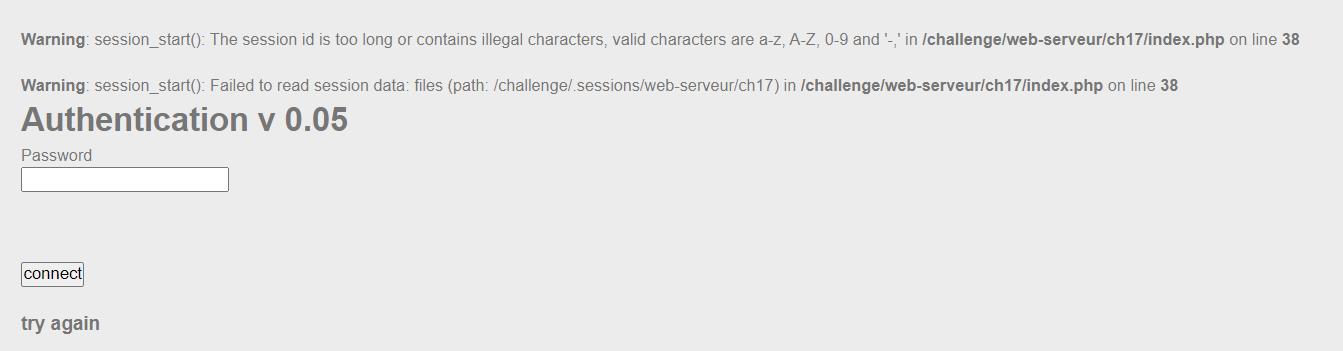 Warning: session_start(): The session id is too long or contains illegal characters, valid characters are a-z, A-Z, 0-9 and '-,' in /challenge/web-serveur/ch17/index.php on line 38
Warning: session_start(): Failed to read session data: files (path: /challenge/.sessions/web-serveur/ch17) in /challenge/web-serveur/ch17/index.php on line 38
Authentication v 0.05
Password
connect
try again